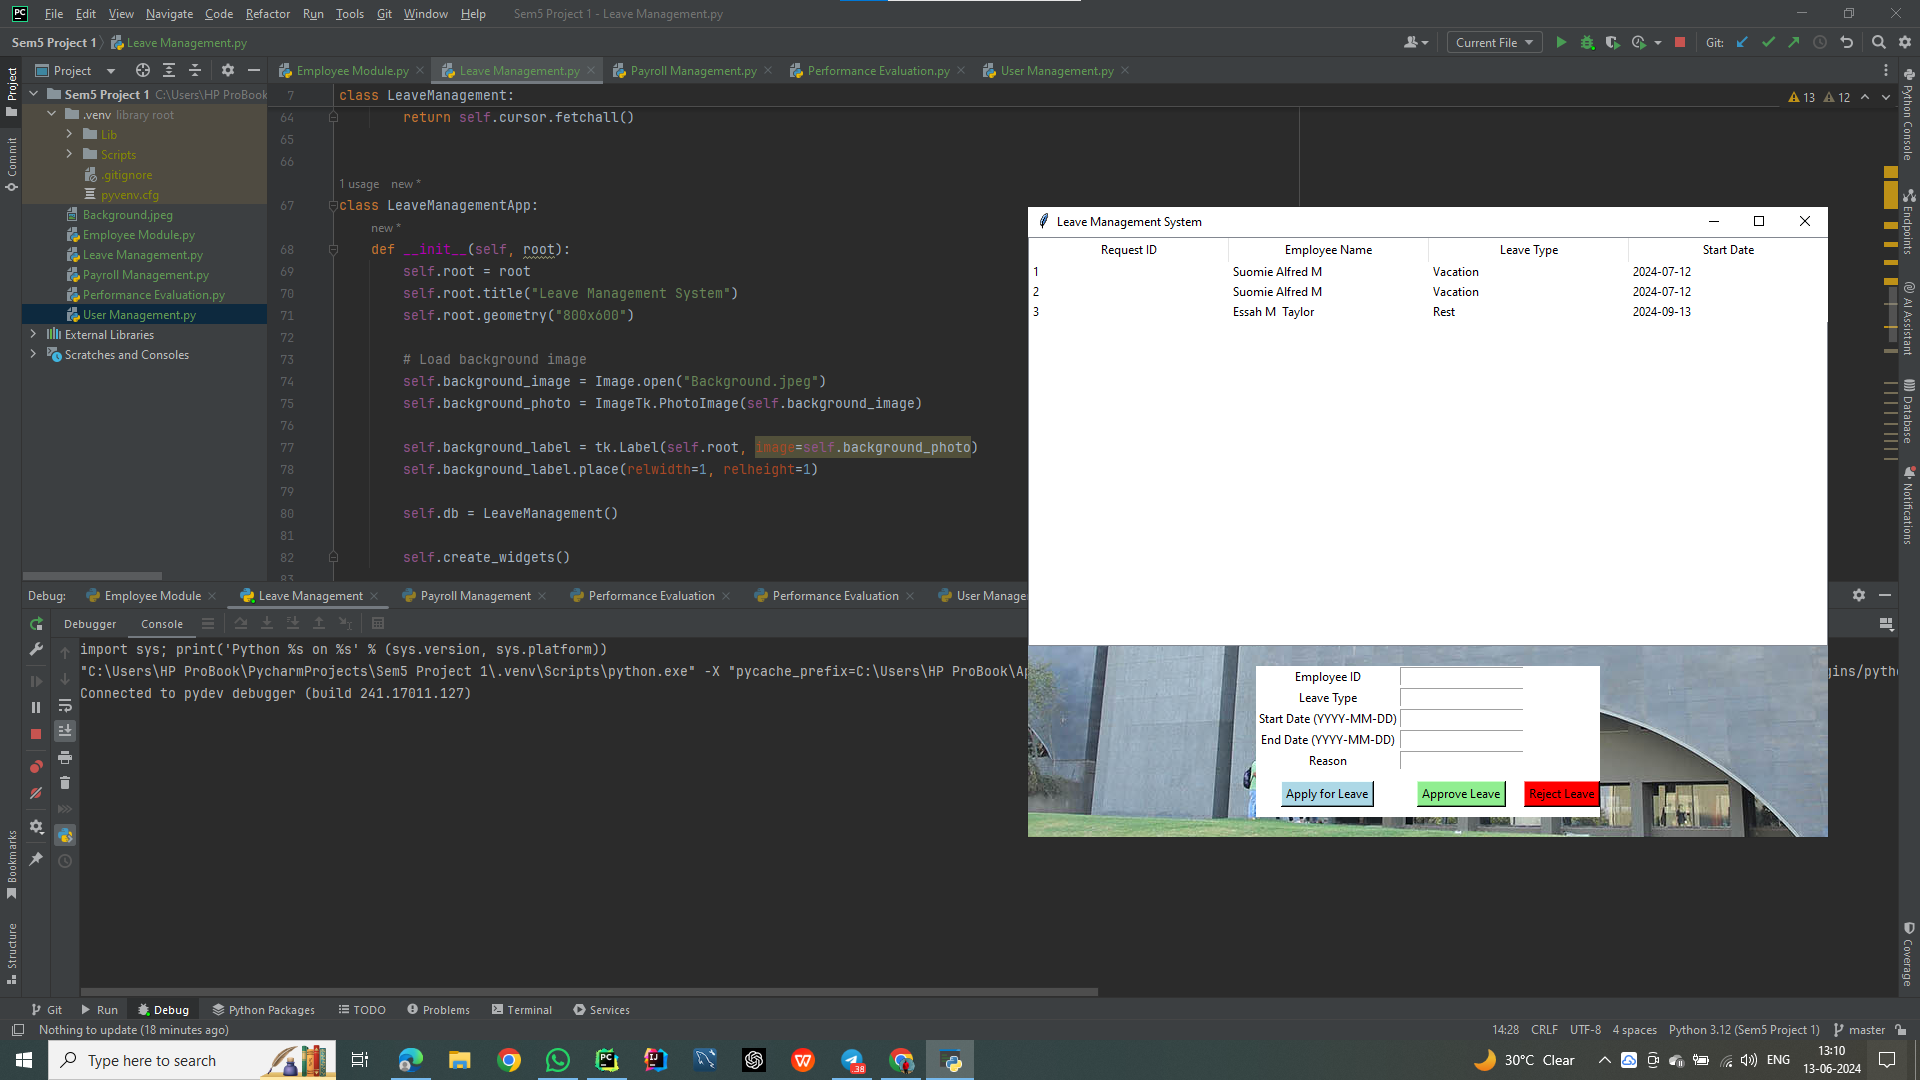 PC File Edit View Navigate Code Refactor Run Tools Git Window Help Sem5 Project 1 - Leave Management.py
Sem5 Project 1 Leave Management.py Current File Git:
Project Employee Module.py Leave Management.py Payroll Management.py Performance Evaluation.py User Management.py
Sem5 Project 1 C:\Users\HP ProBook
.venv library root
Lib
Scripts
.gitignore
pyvenv.cfg
Background.jpeg
Employee Module.py
Leave Management.py
Payroll Management.py
Performance Evaluation.py
User Management.py
External Libraries
Scratches and Consoles
Project
Commit
Bookmarks
Structure
7 class LeaveManagement:
13 12
64 return self.cursor.fetchall()
65
66
1 usage new *
67 class LeaveManagementApp:
new *
68 def __init__(self, root):
69 self.root = root
70 self.root.title("Leave Management System")
71 self.root.geometry("800x600")
72
73 # Load background image
74 self.background_image = Image.open("Background.jpeg")
75 self.background_photo = ImageTk.PhotoImage(self.background_image)
76
77 self.background_label = tk.Label(self.root, image=self.background_photo)
78 self.background_label.place(relwidth=1, relheight=1)
79
80 self.db = LeaveManagement()
81
82 self.create_widgets()
83
Leave Management System
Request ID Employee Name Leave Type Start Date
1 Suomie Alfred M Vacation 2024-07-12
2 Suomie Alfred M Vacation 2024-07-12
3 Essah M Taylor Rest 2024-09-13
Employee ID
Leave Type
Start Date (YYYY-MM-DD)
End Date (YYYY-MM-DD)
Reason
Apply for Leave Approve Leave Reject Leave
Python Console
Endpoints
AI Assistant
Database
Notifications
Coverage
Debug: Employee Module Leave Management Payroll Management Performance Evaluation Performance Evaluation User Manage
Debugger Console
import sys; print('Python %s on %s' % (sys.version, sys.platform))
"C:\Users\HP ProBook\PycharmProjects\Sem5 Project 1\.venv\Scripts\python.exe" -X "pycache_prefix=C:\Users\HP ProBook\Ap gins/pyth
Connected to pydev debugger (build 241.17011.127)
Git Run Debug Python Packages TODO Problems Terminal Services
Nothing to update (18 minutes ago) 14:28 CRLF UTF-8 4 spaces Python 3.12 (Sem5 Project 1) master
Type here to search PC IJ 38 30°C Clear ENG 13:10
13-06-2024